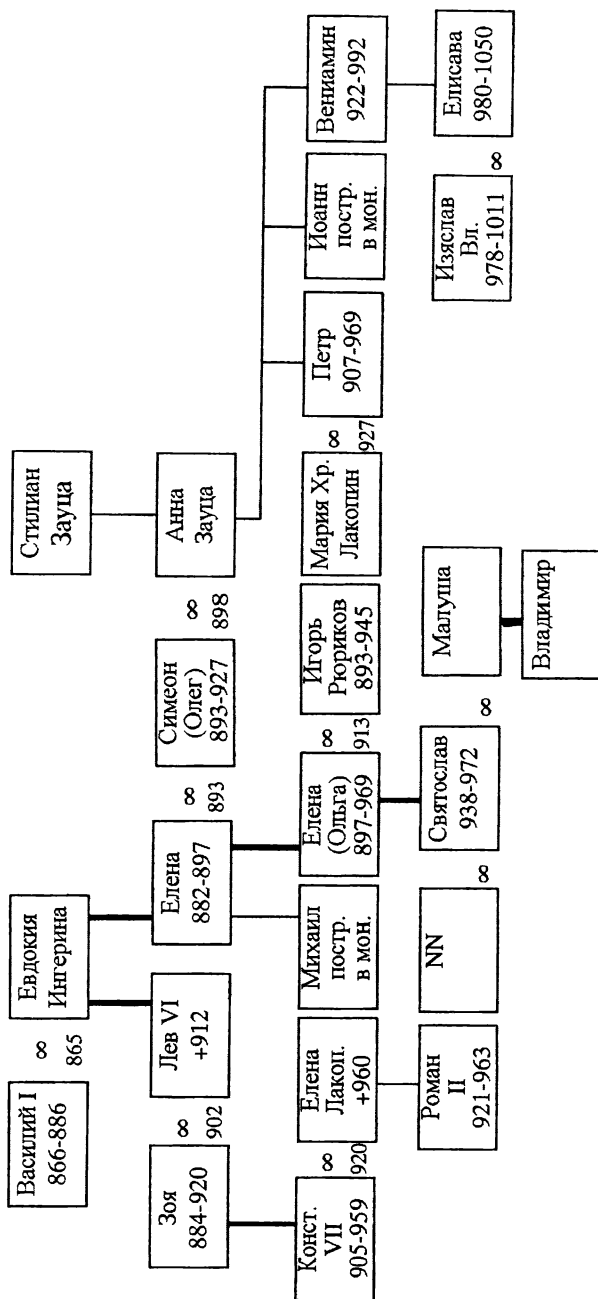 Василий I
866-886
∞
865
Евдокия
Ингерина
Стилиан
Зауца
Зоя
884-920
∞
902
Лев VI
+912
Елена
882-897
∞
893
Симеон
(Олег)
893-927
∞
898
Анна
Зауца
Конст.
VII
905-959
∞
920
Елена
Лакоп.
+960
Михаил
постр.
в мон.
Елена
(Ольга)
897-969
∞
913
Игорь
Рюриков
893-945
Мария Хр.
Лакопин
∞
927
Петр
907-969
Иоанн
постр.
в мон.
Вениамин
922-992
Роман
II
921-963
NN
∞
Святослав
938-972
∞
Малуша
Владимир
Изяслав
Вл.
978-1011
∞
Елисава
980-1050